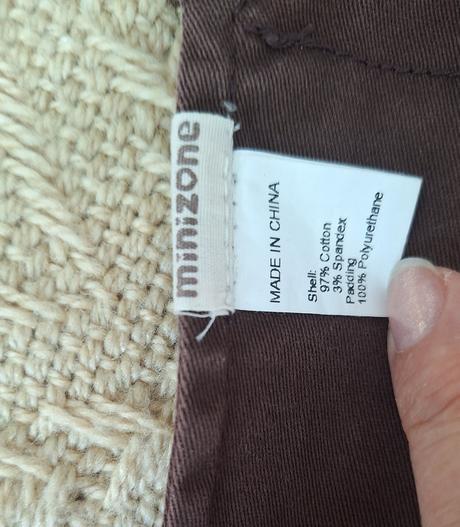 minizone
MADE IN CHINA
Shell:
97% Cotton
3% Spandex
Padding
100% Polyurethane